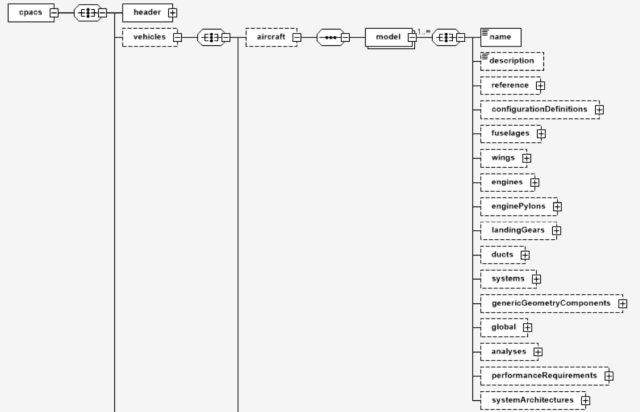 cpacs
header
vehicles
aircraft
model
1..∞
name
description
reference
configurationDefinitions
fuselages
wings
engines
enginePylons
landingGears
ducts
systems
genericGeometryComponents
global
analyses
performanceRequirements
systemArchitectures